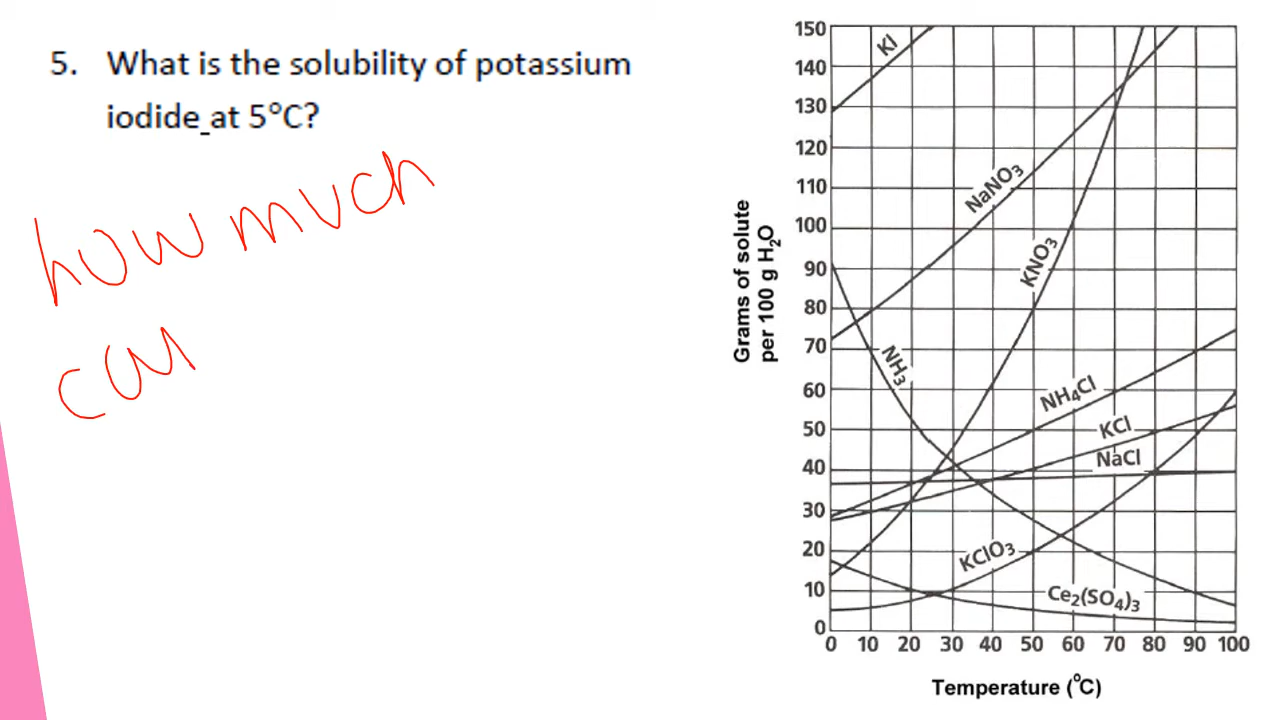 5. What is the solubility of potassium
iodide at 5°C?
how much
Grams of solute
per 100 g H₂O
150
140
130
120
110
100
90
80
70
60
50
40
30
20
10
0
KI
NaNO₃
KNO₃
NH₃
NH₄Cl
KCl
NaCl
KClO₃
Ce₂(SO₄)₃
0 10 20 30 40 50 60 70 80 90 100
Temperature (°C)